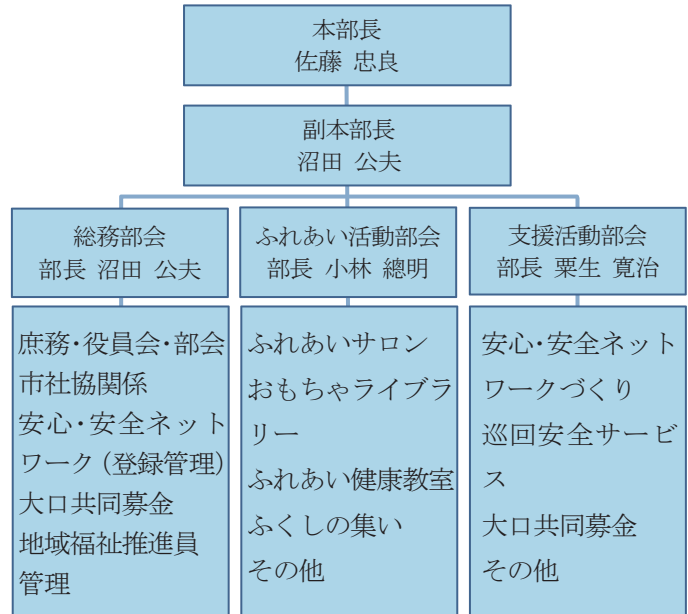 本部長
佐藤 忠良
副本部長
沼田 公夫
総務部会
部長 沼田 公夫
ふれあい活動部会
部長 小林 總明
支援活動部会
部長 粟生 寛治
庶務・役員会・部会
市社協関係
安心・安全ネット
ワーク（登録管理）
大口共同募金
地域福祉推進員
管理
ふれあいサロン
おもちゃライブラ
リー
ふれあい健康教室
ふくしの集い
その他
安心・安全ネット
ワークづくり
巡回安全サービ
ス
大口共同募金
その他